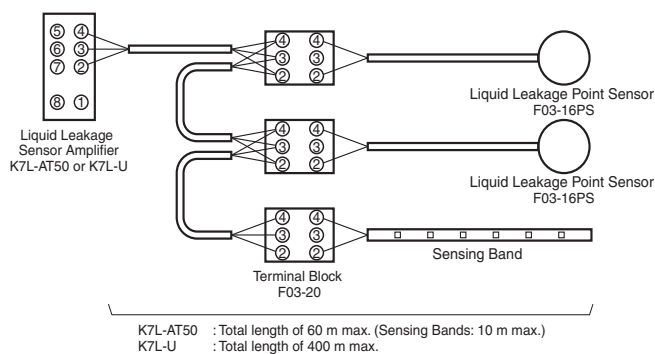 ⑤ ④ ④ ④
⑥ ③ ③ ③
⑦ ② ② ②
⑧ ①
Liquid Leakage Point Sensor
F03-16PS
Liquid Leakage
Sensor Amplifier
K7L-AT50 or K7L-U
④ ④
③ ③
② ②
Liquid Leakage Point Sensor
F03-16PS
④ ④
③ ③
② ②
Sensing Band
Terminal Block
F03-20
K7L-AT50 : Total length of 60 m max. (Sensing Bands: 10 m max.)
K7L-U : Total length of 400 m max.